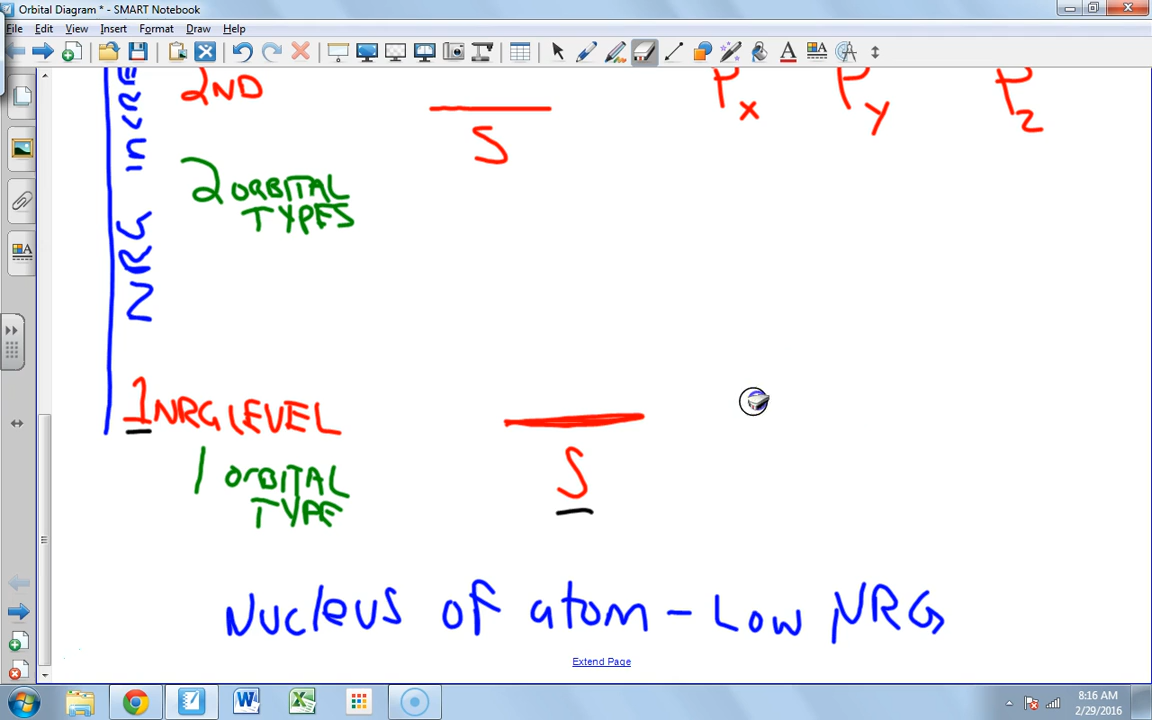 Orbital Diagram * - SMART Notebook
File Edit View Insert Format Draw Help
NRG incre
2ND
S
Px Py Pz
2 ORBITAL
TYPES
1 NRG LEVEL
S
1 ORBITAL
TYPE
Nucleus of atom - Low NRG
Extend Page
8:16 AM
2/29/2016